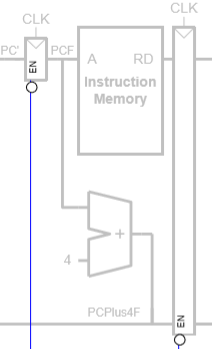 CLK
CLK
PC'
PCF
EN
A
RD
Instruction
Memory
+
4
PCPlus4F
EN